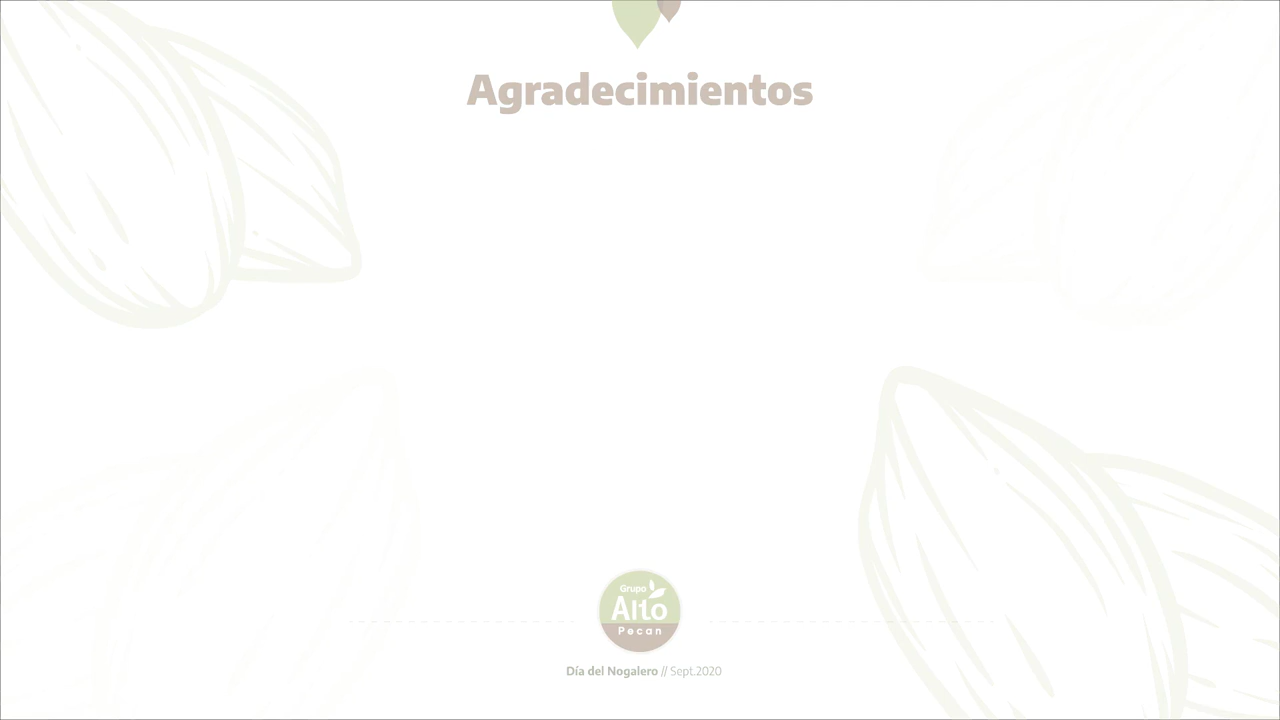 Agradecimientos
Grupo
Alto
Pecan
Día del Nogalero // Sept.2020